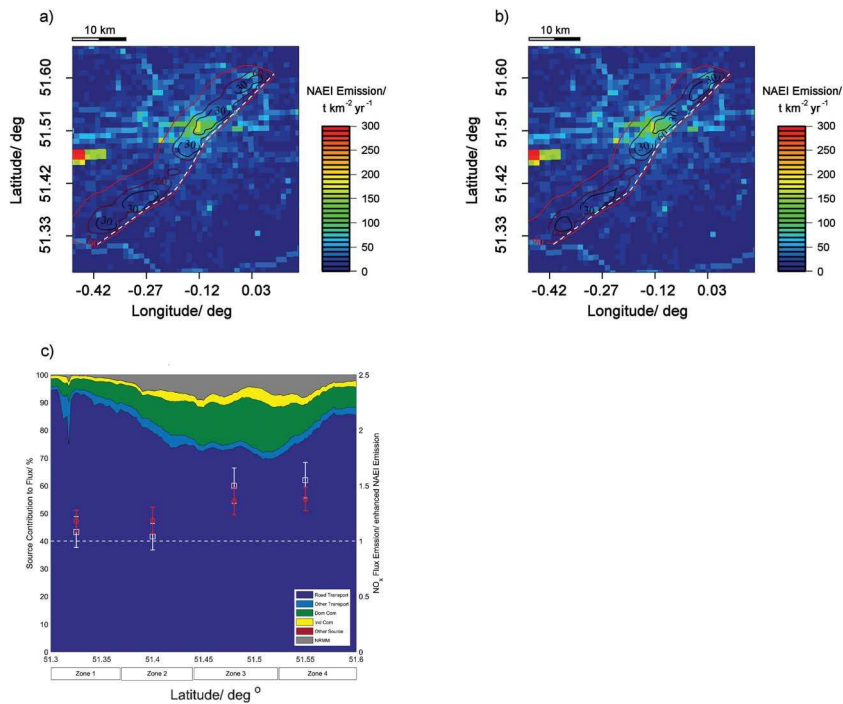 a)
10 km
51.60
51.51
51.42
51.33
Latitude/ deg
-0.42
-0.27
-0.12
0.03
Longitude/ deg
30
30
30
NAEI Emission/
t km-2 yr-1
300
250
200
150
100
50
0
b)
10 km
51.60
51.51
51.42
51.33
Latitude/ deg
-0.42
-0.27
-0.12
0.03
Longitude/ deg
30
30
NAEI Emission/
t km-2 yr-1
300
250
200
150
100
50
0
c)
100
90
80
70
60
50
40
30
20
10
0
Source Contribution to Flux/ %
2.5
2
1.5
1
0.5
0
NOx Flux Emssion/ enhanced NAEI Emission
Road Transport
Other Transport
Dom Com
Ind Com
Other Source
NRMM
51.3
51.35
51.4
51.45
51.5
51.55
51.6
Zone 1
Zone 2
Zone 3
Zone 4
Latitude/ deg o